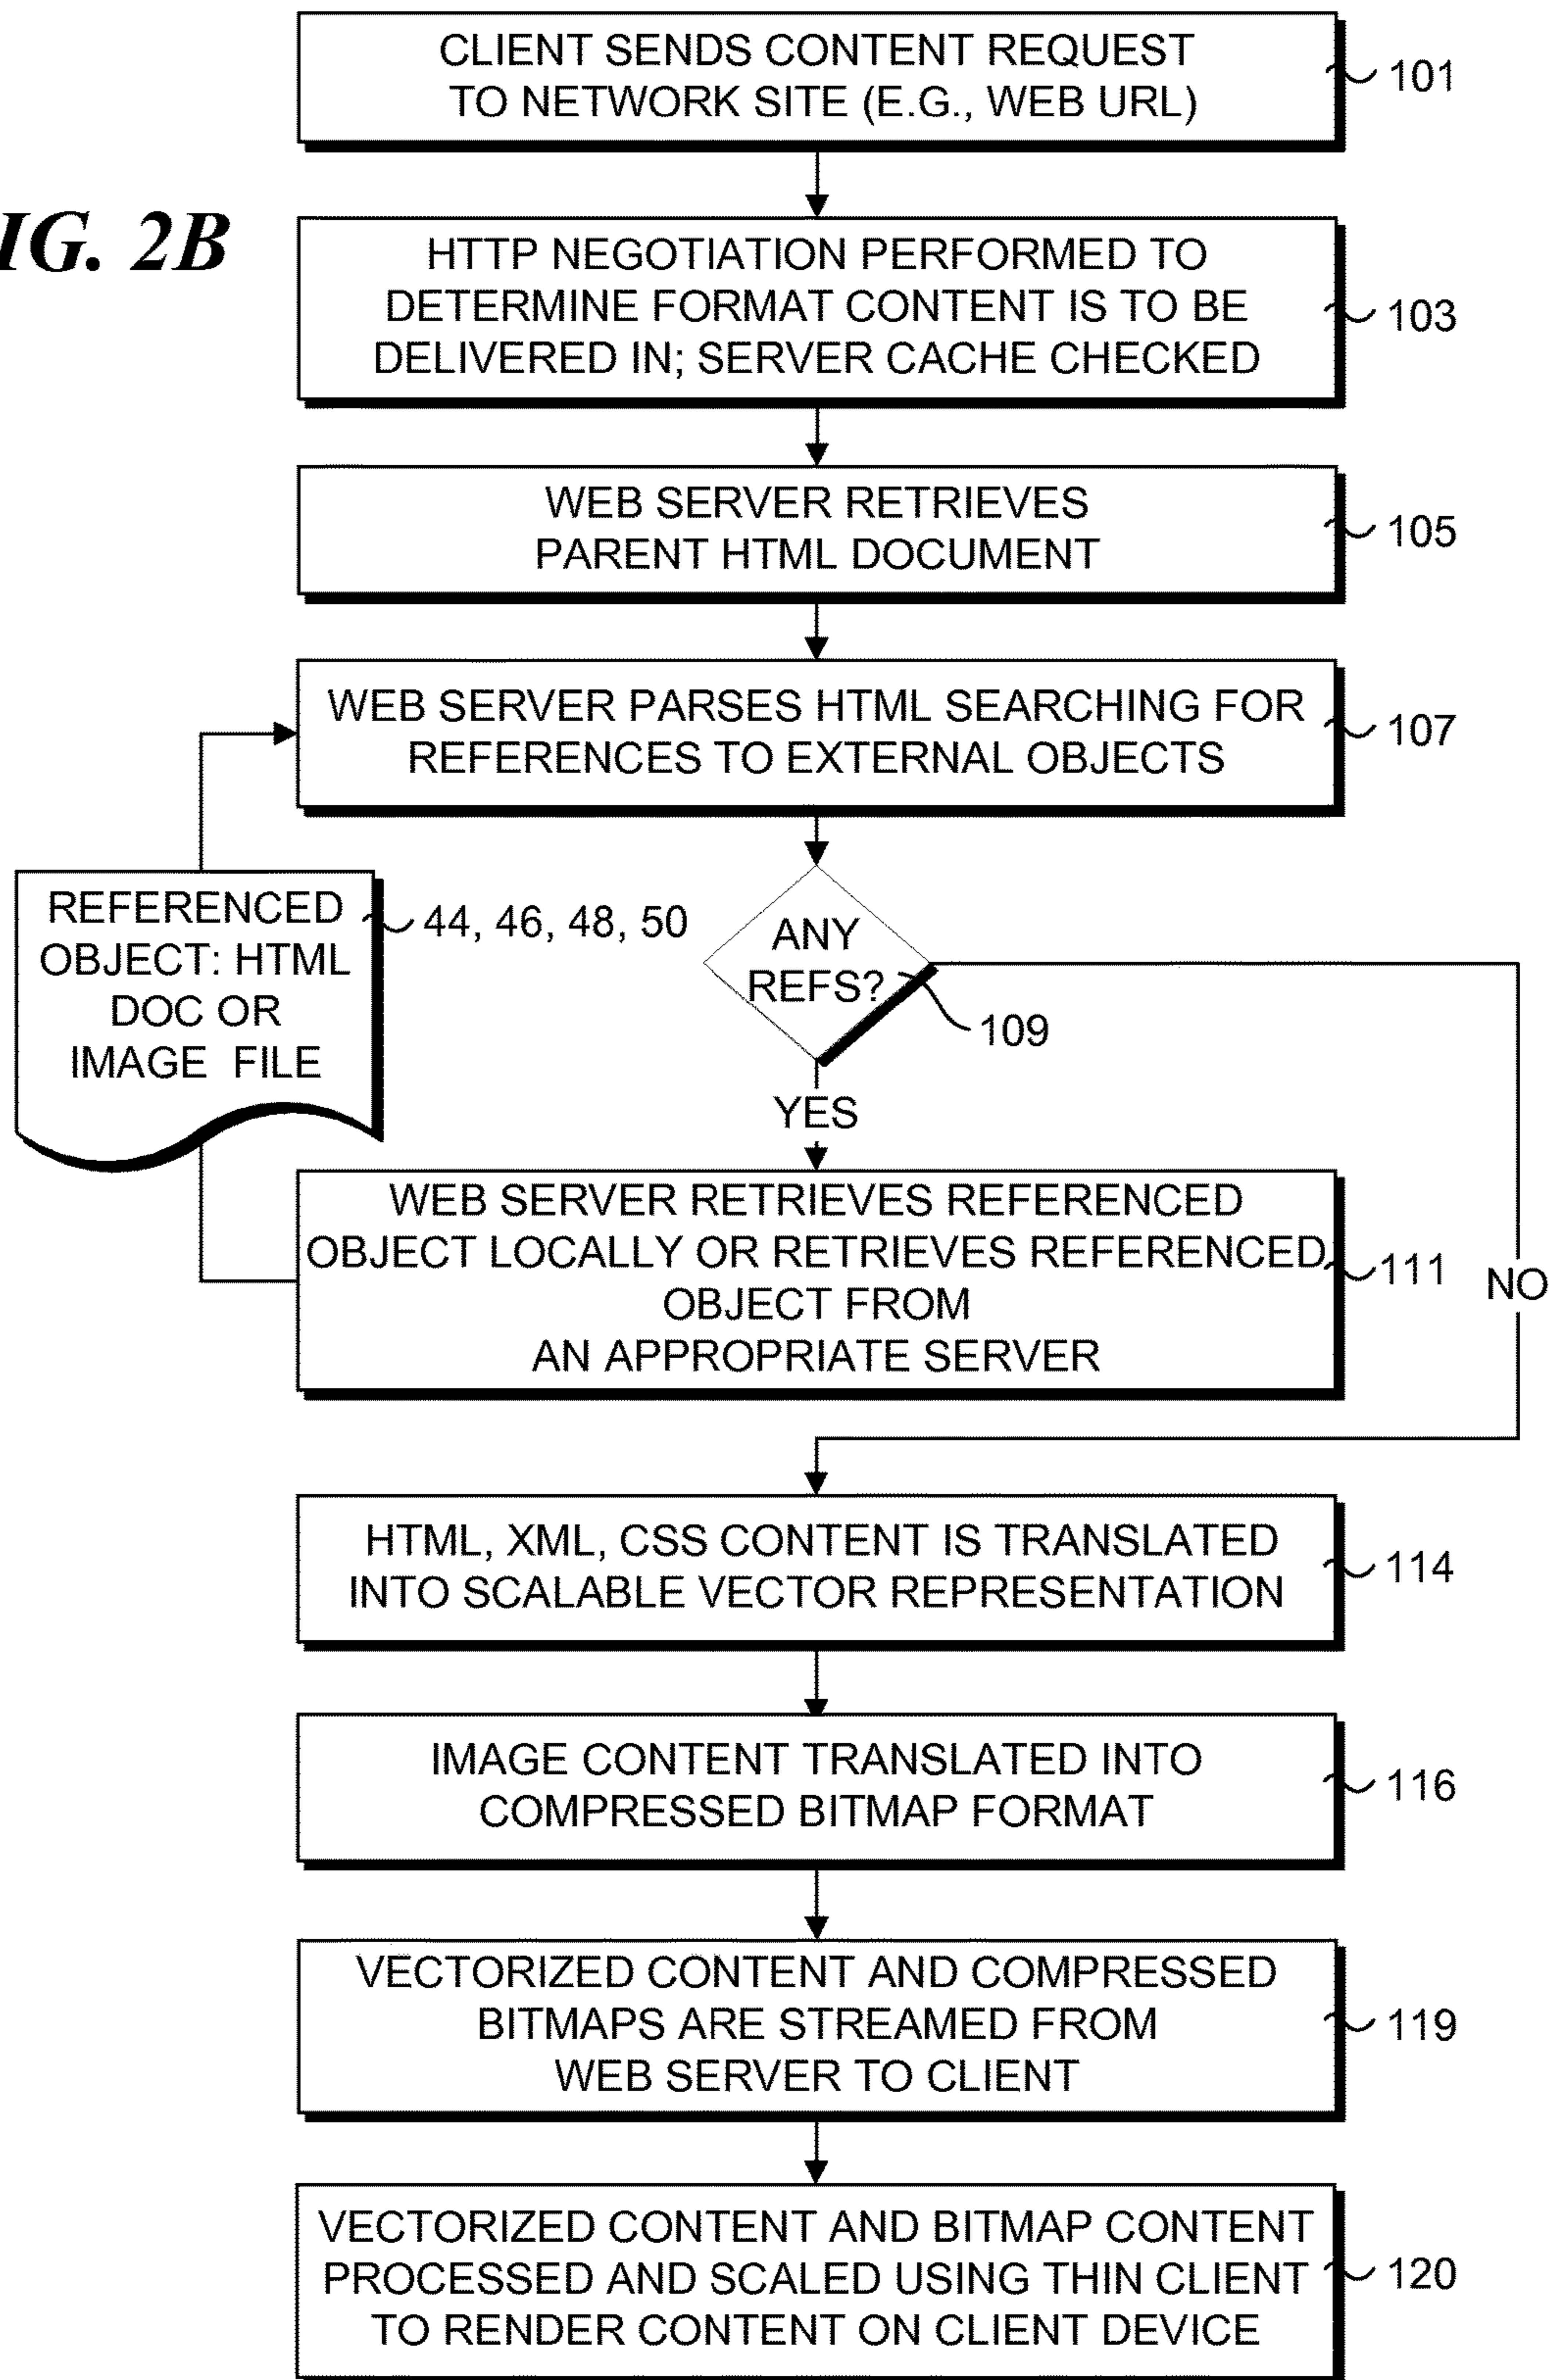 CLIENT SENDS CONTENT REQUEST
TO NETWORK SITE (E.G., WEB URL)
101
IG. 2B
HTTP NEGOTIATION PERFORMED TO
DETERMINE FORMAT CONTENT IS TO BE
DELIVERED IN; SERVER CACHE CHECKED
103
WEB SERVER RETRIEVES
PARENT HTML DOCUMENT
105
WEB SERVER PARSES HTML SEARCHING FOR
REFERENCES TO EXTERNAL OBJECTS
107
REFERENCED
OBJECT: HTML
DOC OR
IMAGE FILE
44, 46, 48, 50
ANY
REFS?
109
YES
WEB SERVER RETRIEVES REFERENCED
OBJECT LOCALLY OR RETRIEVES REFERENCED
OBJECT FROM
AN APPROPRIATE SERVER
111
NO
HTML, XML, CSS CONTENT IS TRANSLATED
INTO SCALABLE VECTOR REPRESENTATION
114
IMAGE CONTENT TRANSLATED INTO
COMPRESSED BITMAP FORMAT
116
VECTORIZED CONTENT AND COMPRESSED
BITMAPS ARE STREAMED FROM
WEB SERVER TO CLIENT
119
VECTORIZED CONTENT AND BITMAP CONTENT
PROCESSED AND SCALED USING THIN CLIENT
TO RENDER CONTENT ON CLIENT DEVICE
120